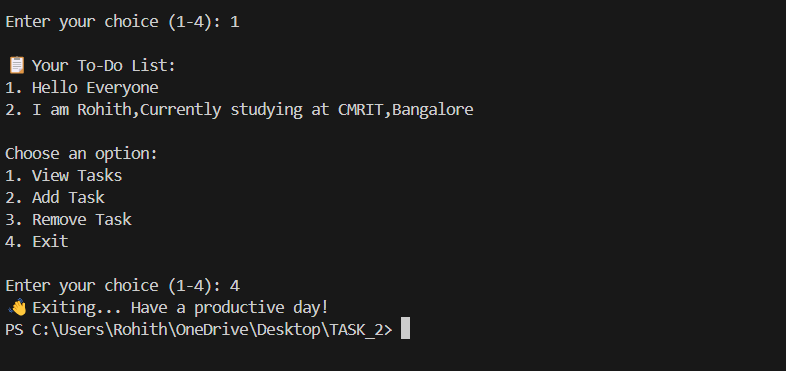 Enter your choice (1-4): 1
📋 Your To-Do List:
1. Hello Everyone
2. I am Rohith,Currently studying at CMRIT,Bangalore
Choose an option:
1. View Tasks
2. Add Task
3. Remove Task
4. Exit
Enter your choice (1-4): 4
👋 Exiting... Have a productive day!
PS C:\Users\Rohith\OneDrive\Desktop\TASK_2>